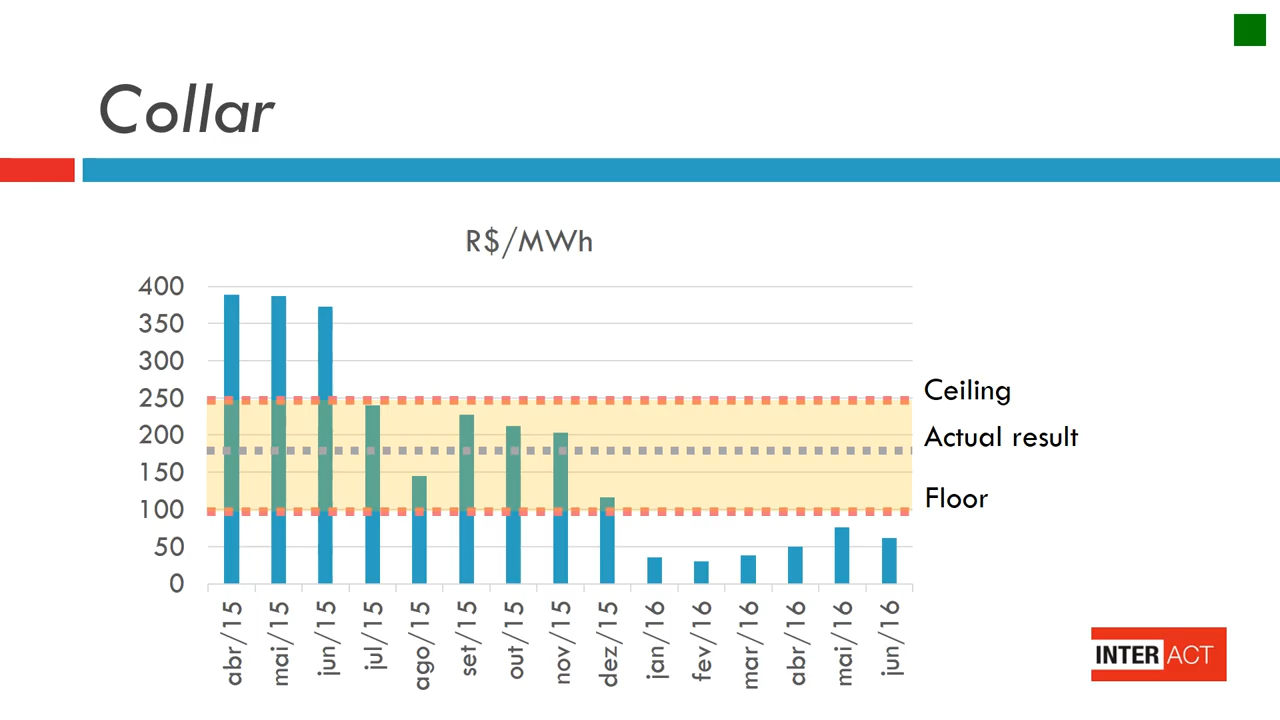 Collar
R$/MWh
400
350
300
250
200
150
100
50
0
Ceiling
Actual result
Floor
abr/15
mai/15
jun/15
jul/15
ago/15
set/15
out/15
nov/15
dez/15
jan/16
fev/16
mar/16
abr/16
mai/16
jun/16
INTERACT